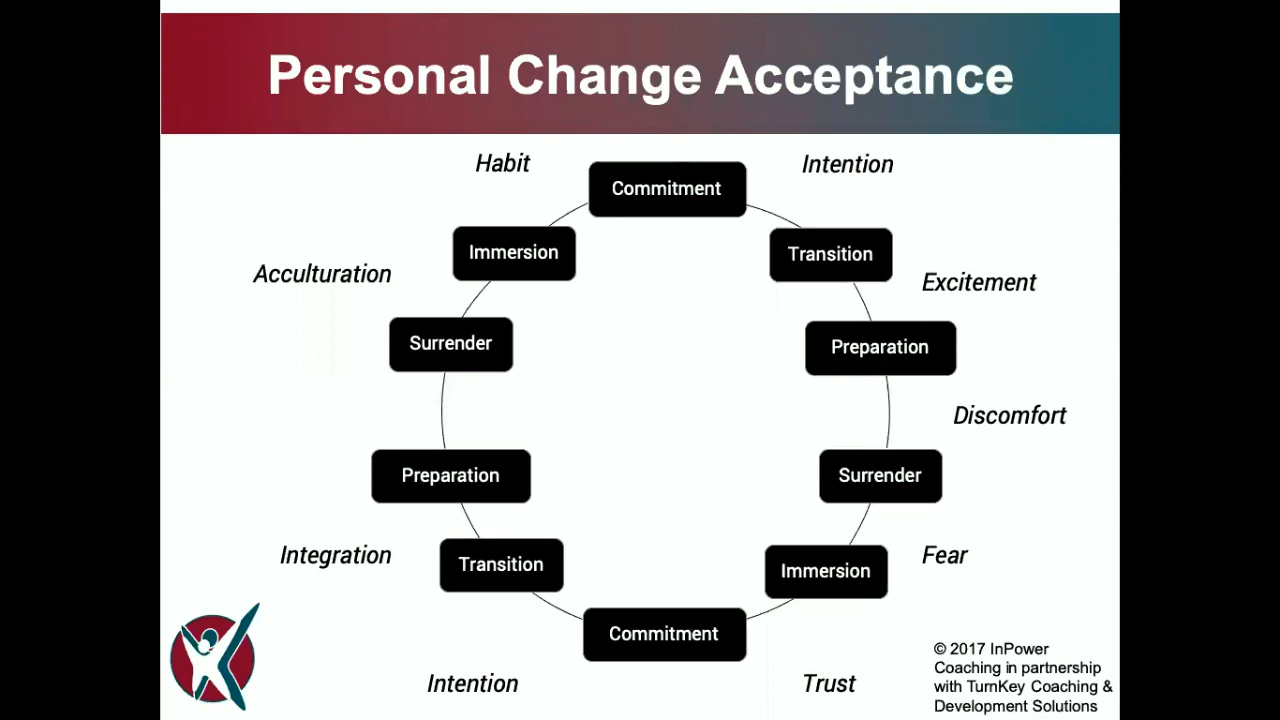 Personal Change Acceptance
Habit
Commitment
Intention
Immersion
Transition
Acculturation
Excitement
Surrender
Preparation
Discomfort
Preparation
Surrender
Integration
Transition
Immersion
Fear
Commitment
Intention
Trust
© 2017 InPower
Coaching in partnership
with TurnKey Coaching &
Development Solutions